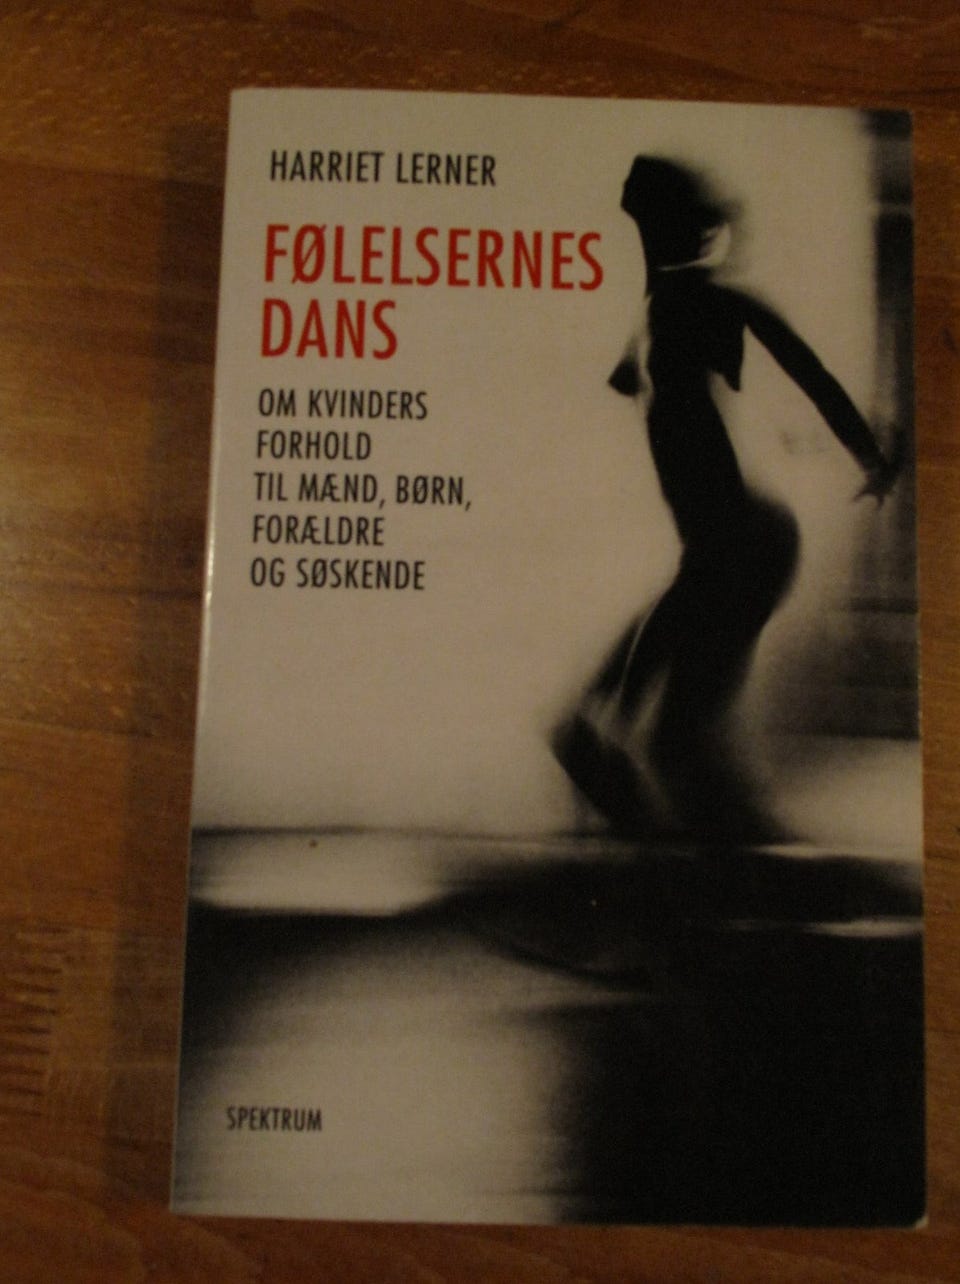 HARRIET LERNER
FØLELSERNES
DANS
OM KVINDERS
FORHOLD
TIL MÆND, BØRN,
FORÆLDRE
OG SØSKENDE
SPEKTRUM